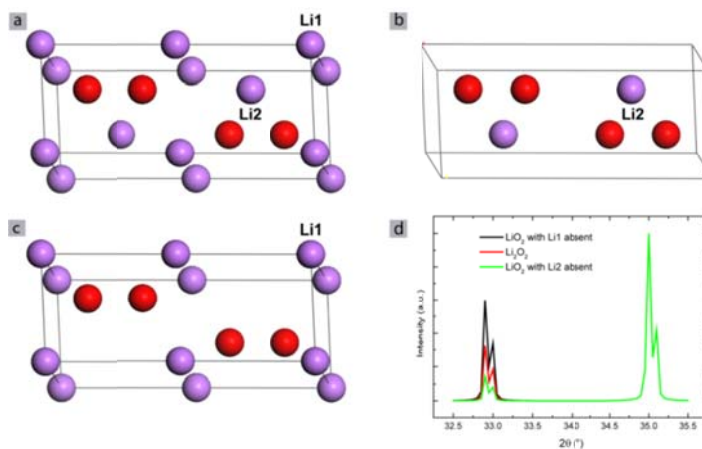 a
Li1
Li2
b
Li2
c
Li1
d
LiO₂ with Li1 absent
Li₂O₂
LiO₂ with Li2 absent
Intensity (a.u.)
32.5 33.0 33.5 34.0 34.5 35.0 35.5
2θ (°)